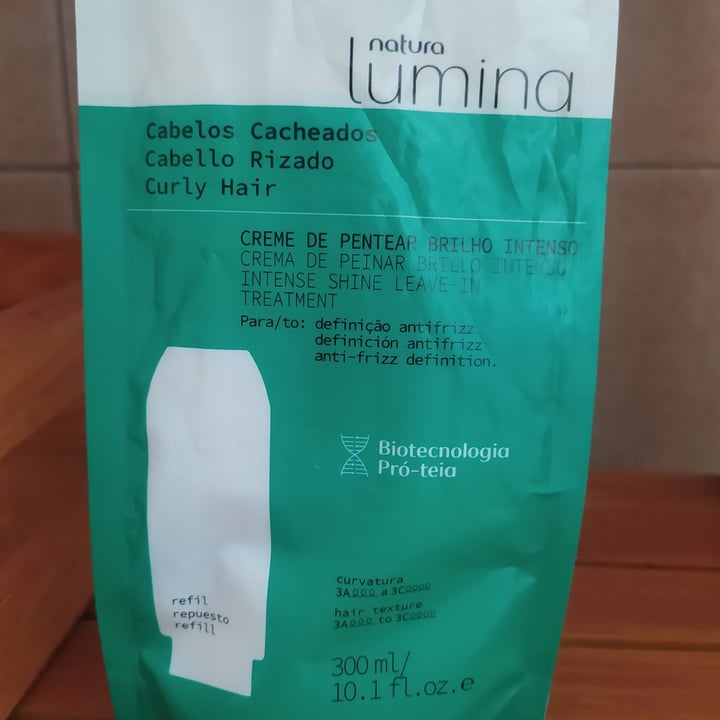 natura
lumina
Cabelos Cacheados
Cabello Rizado
Curly Hair
CREME DE PENTEAR BRILHO INTENSO
CREMA DE PEINAR BRILLO INTENSO
INTENSE SHINE LEAVE-IN
TREATMENT
Para/to: definição antifrizz
definición antifrizz
anti-frizz definition.
Biotecnologia
Pró-teia
refil
repuesto
refill
curvatura
3A a 3C
hair texture
3A to 3C
300 ml/
10.1 fl.oz.e